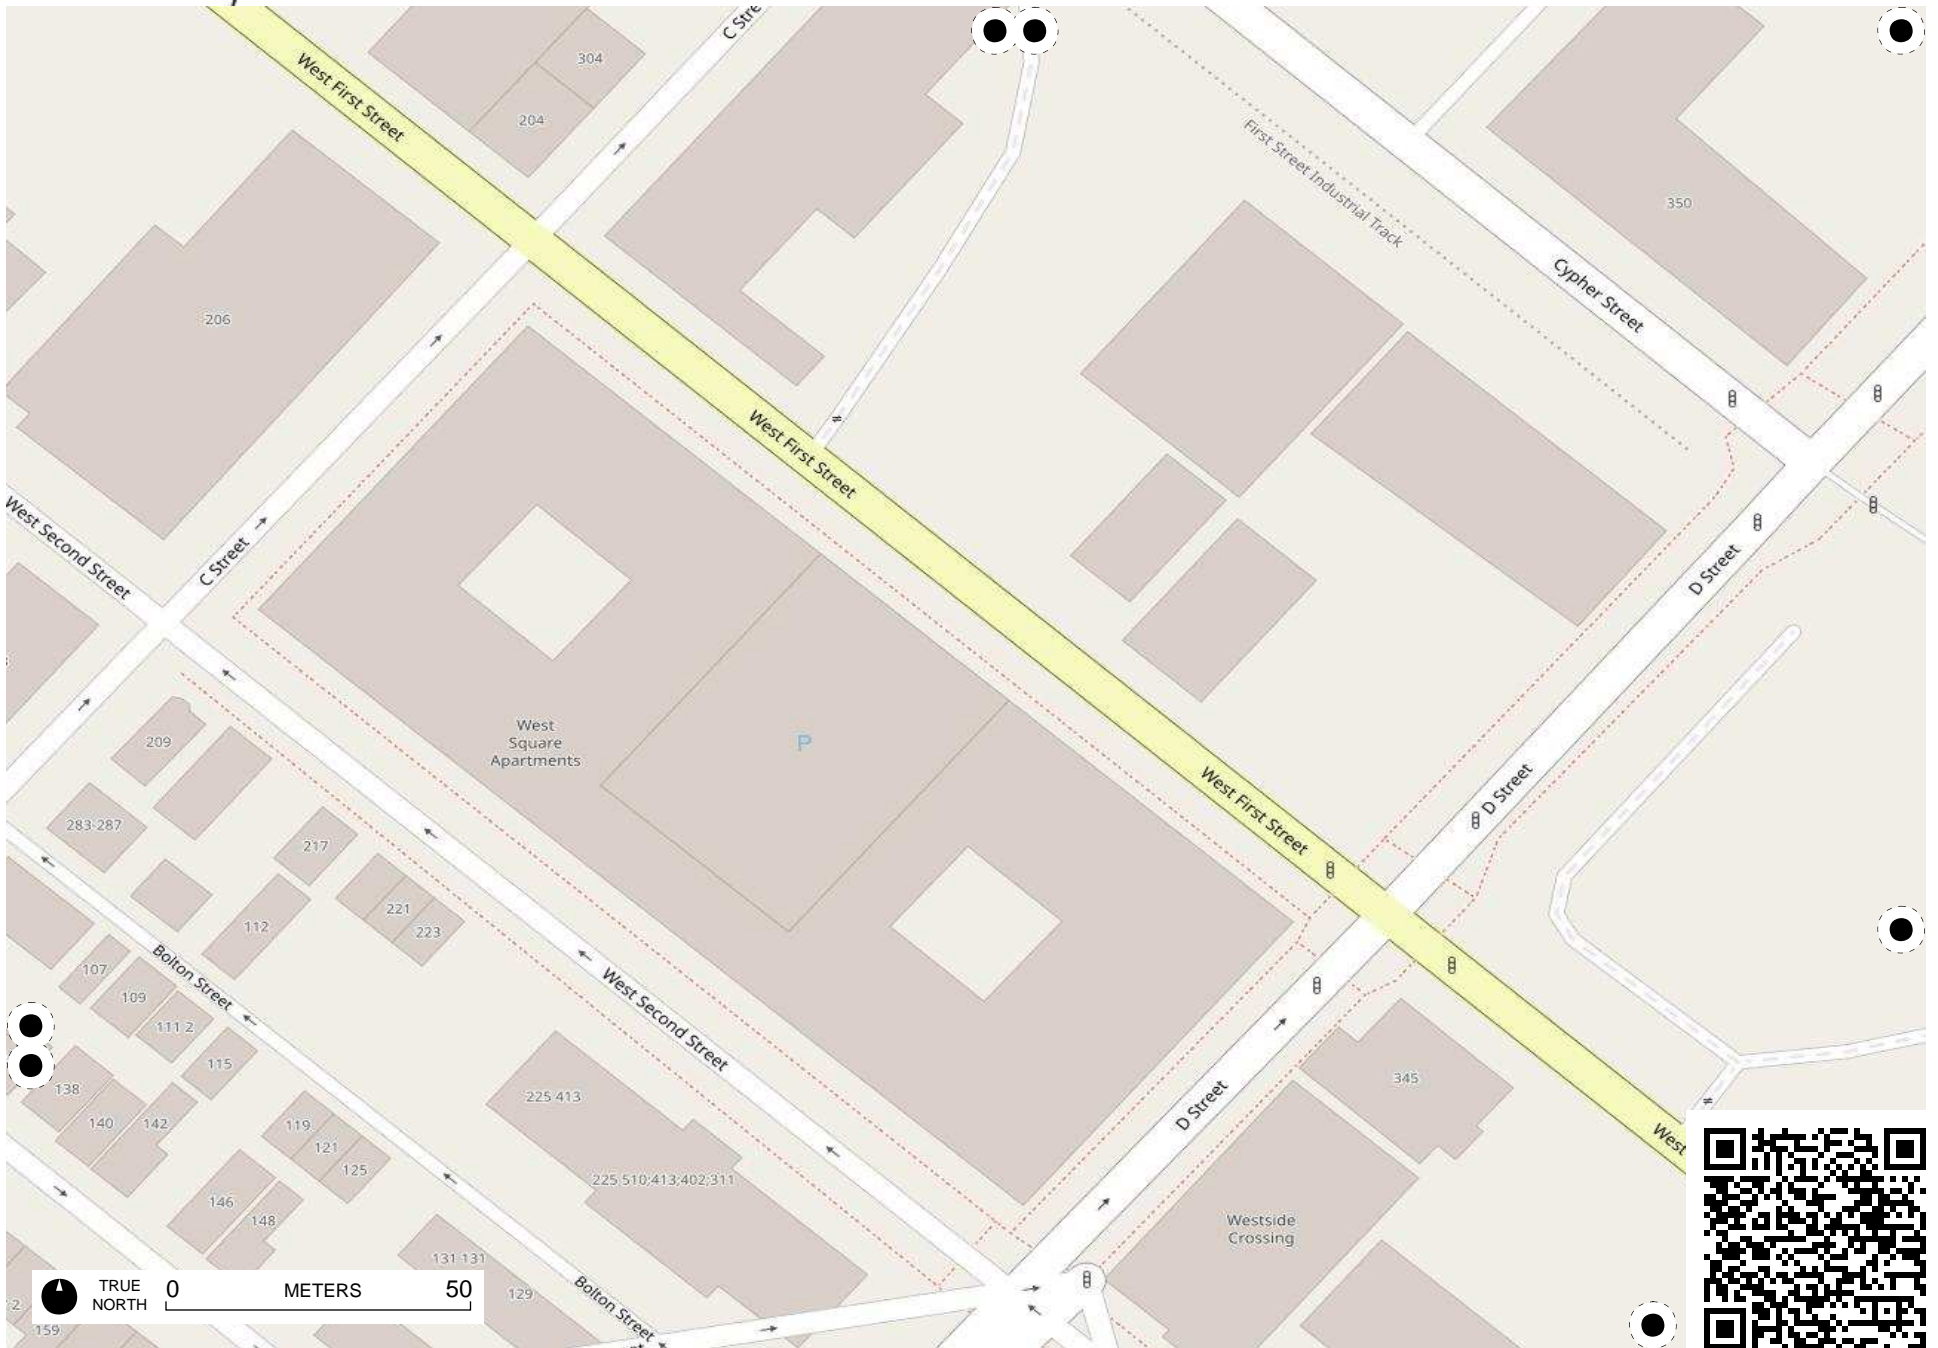 C Stre
304
West First Street
204
First Street Industrial Track
350
206
Cypher Street
West First Street
West Second Street
C Street
D Street
West
Square
Apartments
P
209
283-287
217
West First Street
D Street
221
223
112
107
Bolton Street
109
111 2
West Second Street
115
138
140
142
119
121
125
225 413
345
D Street
West
225 510;413;402;311
146
148
Westside
Crossing
131 131
129
Bolton Street
2
159
TRUE
NORTH
0 METERS 50